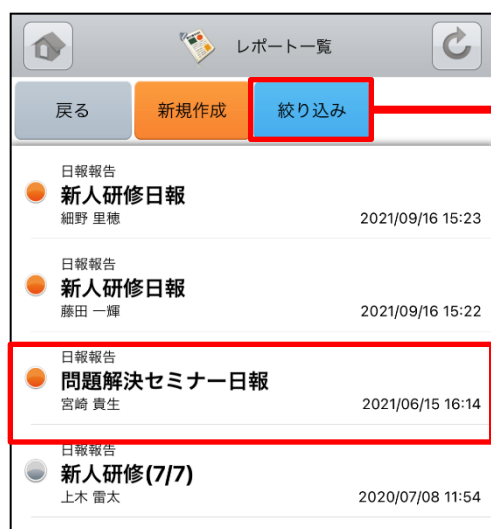 レポート一覧
戻る 新規作成 絞り込み
日報報告
新人研修日報
細野 里穂 2021/09/16 15:23
日報報告
新人研修日報
藤田 一輝 2021/09/16 15:22
日報報告
問題解決セミナー日報
宮崎 貴生 2021/06/15 16:14
日報報告
新人研修(7/7)
上木 雷太 2020/07/08 11:54